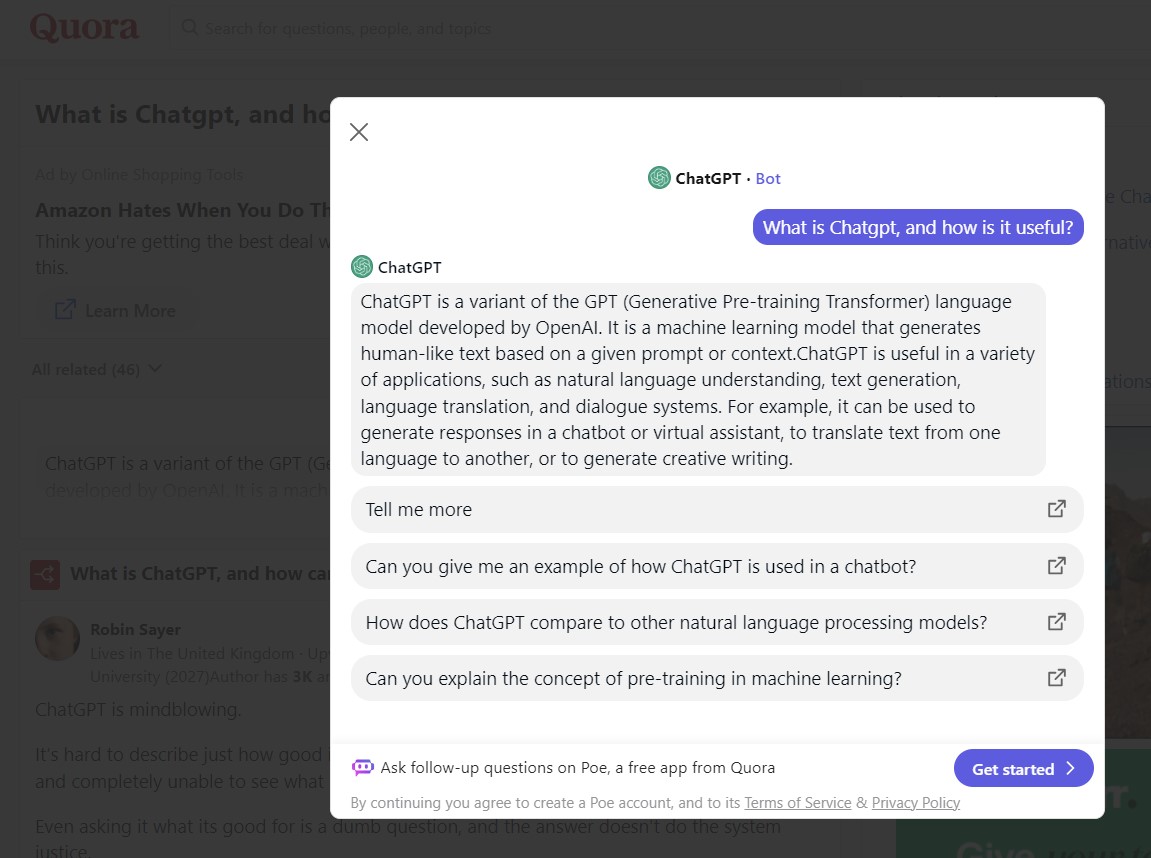 Quora
Search for questions, people, and topics
What is Chatgpt, and ho
Ad by Online Shopping Tools
Amazon Hates When You Do Th
Think you're getting the best deal w
this.
Learn More
All related (46)
ChatGPT is a variant of the GPT (Ge
developed by OpenAI. It is a mach
What is ChatGPT, and how can
Robin Sayer
Lives in The United Kingdom · Up
University (2027)Author has 3K an
ChatGPT is mindblowing.
It's hard to describe just how good i
and completely unable to see what
Even asking it what its good for is a dumb question, and the answer doesn't do the system
justice.
ChatGPT · Bot
What is Chatgpt, and how is it useful?
ChatGPT
ChatGPT is a variant of the GPT (Generative Pre-training Transformer) language
model developed by OpenAI. It is a machine learning model that generates
human-like text based on a given prompt or context.ChatGPT is useful in a variety
of applications, such as natural language understanding, text generation,
language translation, and dialogue systems. For example, it can be used to
generate responses in a chatbot or virtual assistant, to translate text from one
language to another, or to generate creative writing.
Tell me more
Can you give me an example of how ChatGPT is used in a chatbot?
How does ChatGPT compare to other natural language processing models?
Can you explain the concept of pre-training in machine learning?
Ask follow-up questions on Poe, a free app from Quora
Get started
By continuing you agree to create a Poe account, and to its Terms of Service & Privacy Policy
e Cha
rnative
ations
r.
Give